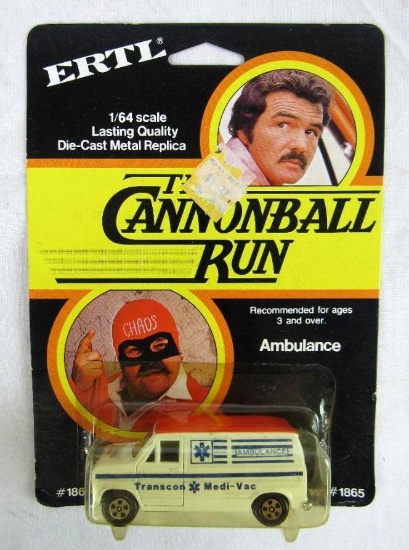 ERTL®
1/64 scale
Lasting Quality
Die-Cast Metal Replica
CANNONBALL
RUN
Recommended for ages
3 and over.
Ambulance
CHAOS
AMBULANCE
Transcon Medi-Vac
#186
#1865